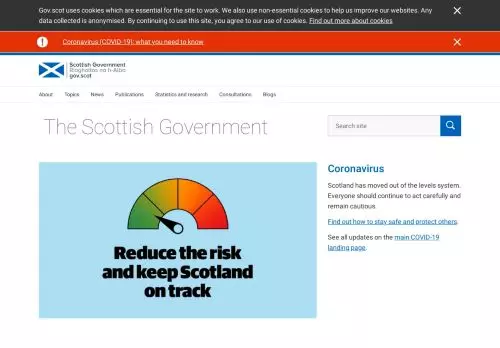 Gov.scot uses cookies which are essential for the site to work. We also use non-essential cookies to help us improve our websites. Any
data collected is anonymised. By continuing to use this site, you agree to our use of cookies. Find out more about cookies
Coronavirus (COVID-19): what you need to know
Scottish Government
Riaghaltas na h-Alba
gov.scot
About Topics News Publications Statistics and research Consultations Blogs
The Scottish Government
Search site
Coronavirus
Scotland has moved out of the levels system.
Everyone should continue to act carefully and
remain cautious.
Find out how to stay safe and protect others.
See all updates on the main COVID-19
landing page.
Reduce the risk
and keep Scotland
on track